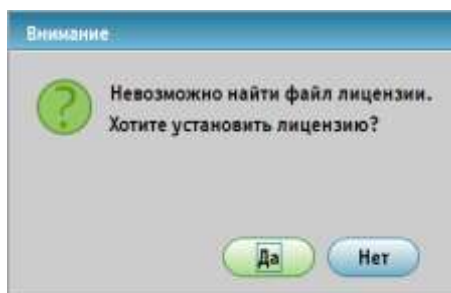 Внимание
Невозможно найти файл лицензии.
Хотите установить лицензию?
Да
Нет